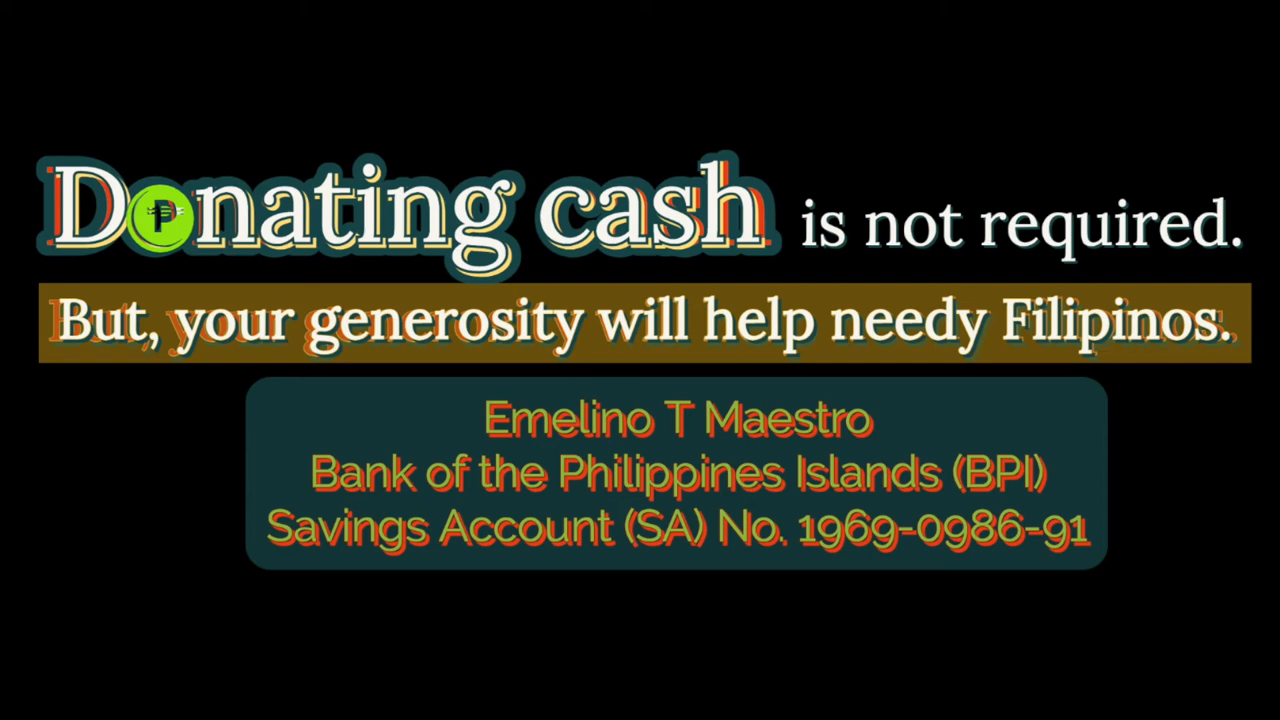 Donating cash is not required.
But, your generosity will help needy Filipinos.
Emelino T Maestro
Bank of the Philippines Islands (BPI)
Savings Account (SA) No. 1969-0986-91